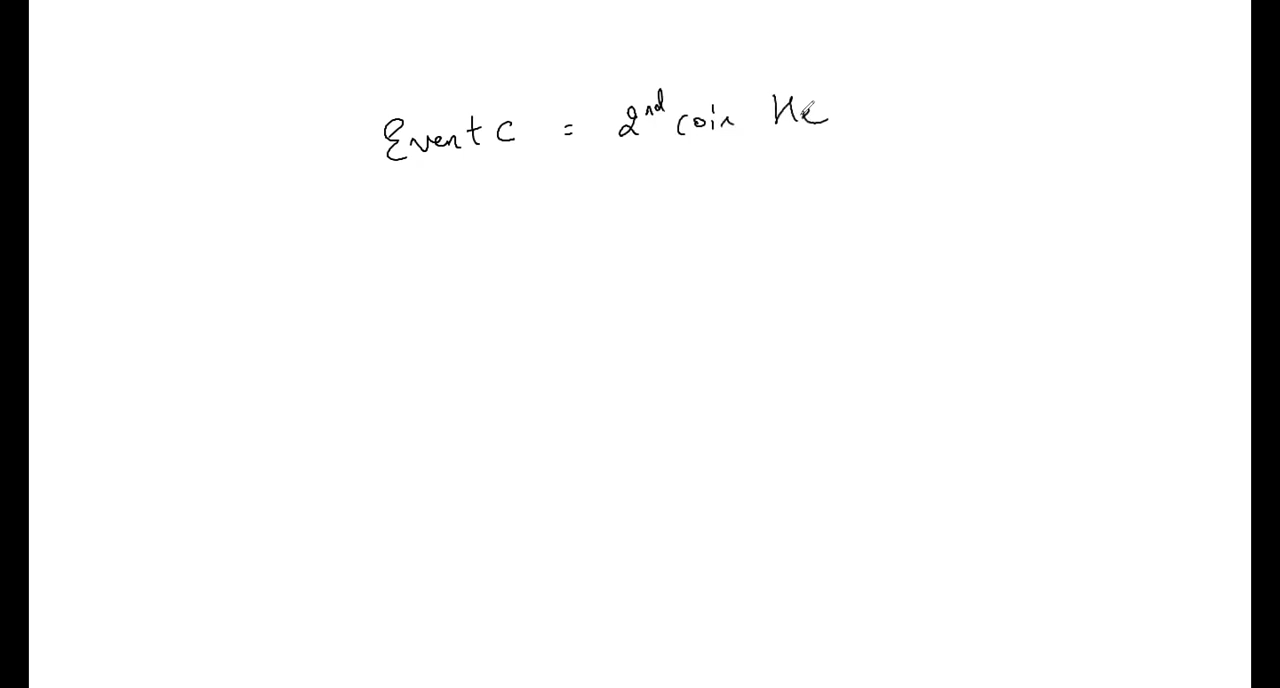 Event C = 2nd coin He